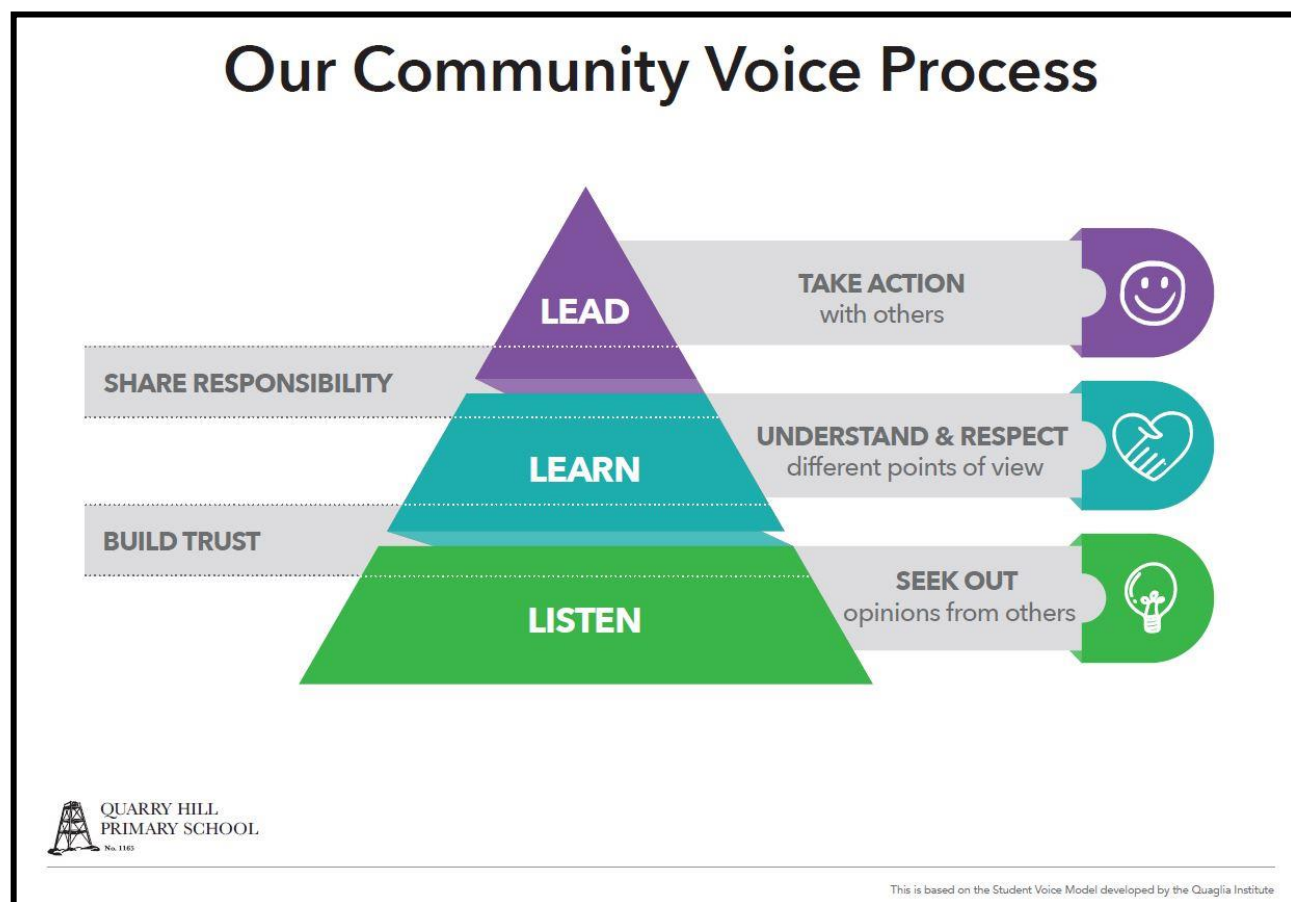 Our Community Voice Process
LEAD
TAKE ACTION
with others
SHARE RESPONSIBILITY
LEARN
UNDERSTAND & RESPECT
different points of view
BUILD TRUST
LISTEN
SEEK OUT
opinions from others
QUARRY HILL
PRIMARY SCHOOL
No. 1165
This is based on the Student Voice Model developed by the Quaglia Institute